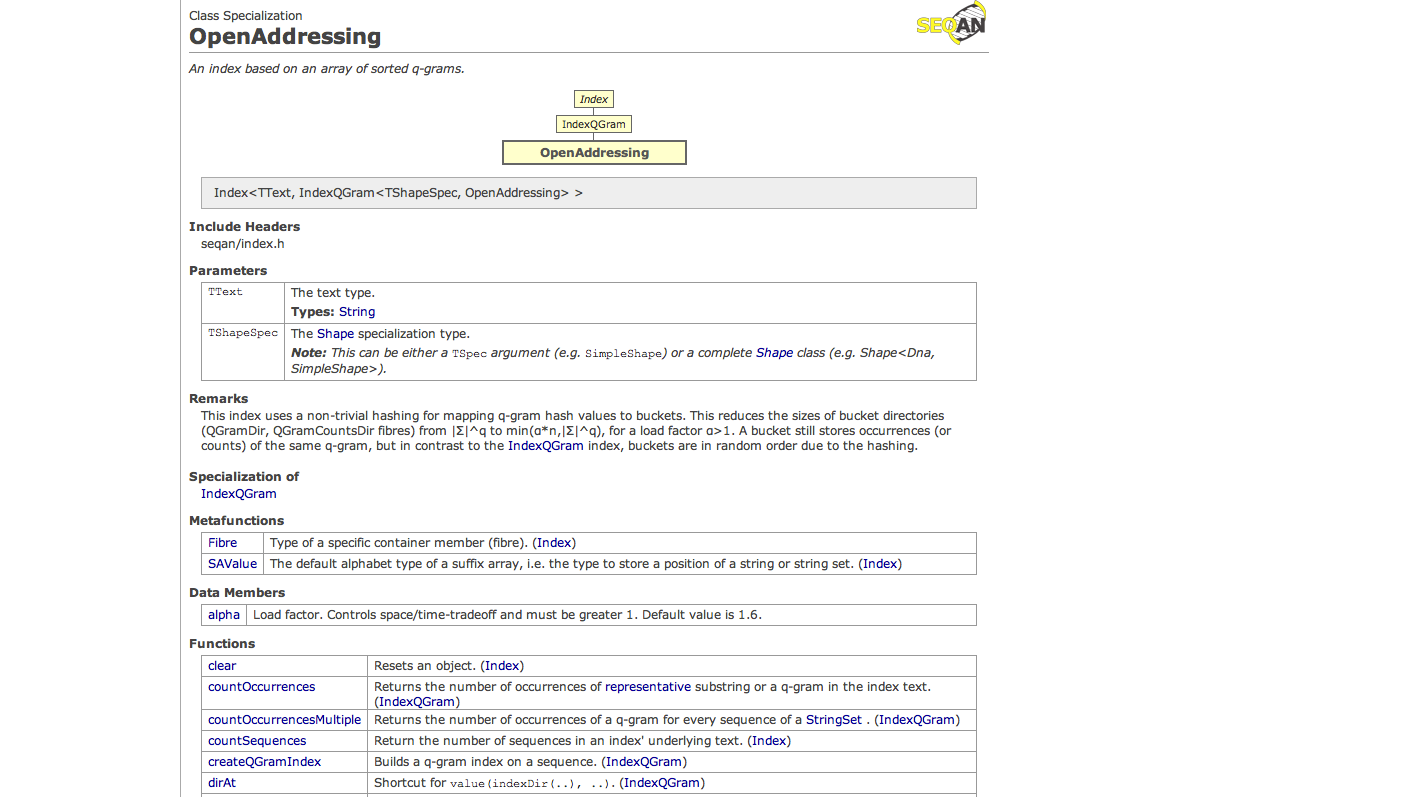 Class Specialization
OpenAddressing
SEQAN
An index based on an array of sorted q-grams.
Index
IndexQGram
OpenAddressing
Index<TText, IndexQGram<TShapeSpec, OpenAddressing> >
Include Headers
seqan/index.h
Parameters
TText The text type.
Types: String
TShapeSpec The Shape specialization type.
Note: This can be either a TSpec argument (e.g. SimpleShape) or a complete Shape class (e.g. Shape<Dna,
SimpleShape>).
Remarks
This index uses a non-trivial hashing for mapping q-gram hash values to buckets. This reduces the sizes of bucket directories
(QGramDir, QGramCountsDir fibres) from |Σ|^q to min(α*n,|Σ|^q), for a load factor α>1. A bucket still stores occurrences (or
counts) of the same q-gram, but in contrast to the IndexQGram index, buckets are in random order due to the hashing.
Specialization of
IndexQGram
Metafunctions
Fibre Type of a specific container member (fibre). (Index)
SAValue The default alphabet type of a suffix array, i.e. the type to store a position of a string or string set. (Index)
Data Members
alpha Load factor. Controls space/time-tradeoff and must be greater 1. Default value is 1.6.
Functions
clear Resets an object. (Index)
countOccurrences Returns the number of occurrences of representative substring or a q-gram in the index text.
(IndexQGram)
countOccurrencesMultiple Returns the number of occurrences of a q-gram for every sequence of a StringSet . (IndexQGram)
countSequences Return the number of sequences in an index' underlying text. (Index)
createQGramIndex Builds a q-gram index on a sequence. (IndexQGram)
dirAt Shortcut for value(indexDir(..), ..). (IndexQGram)